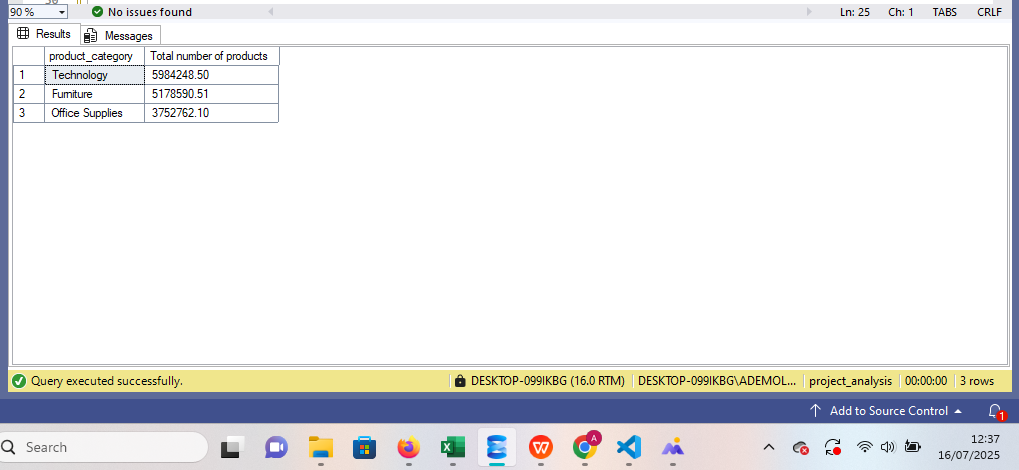 90 % No issues found Ln: 25 Ch: 1 TABS CRLF
Results Messages
product_category Total number of products
1 Technology 5984248.50
2 Furniture 5178590.51
3 Office Supplies 3752762.10
Query executed successfully. DESKTOP-099IKBG (16.0 RTM) DESKTOP-099IKBG\ADEMOL... project_analysis 00:00:00 3 rows
Add to Source Control 1
Search A 12:37
16/07/2025